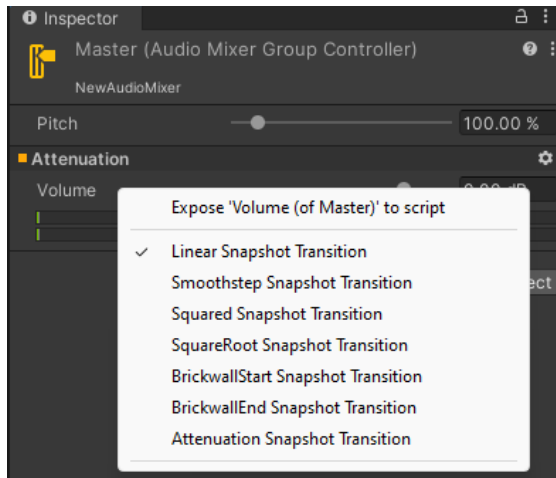 Inspector
Master (Audio Mixer Group Controller)
NewAudioMixer
Pitch 100.00 %
Attenuation
Volume
Expose 'Volume (of Master)' to script
Linear Snapshot Transition
Smoothstep Snapshot Transition
Squared Snapshot Transition
SquareRoot Snapshot Transition
BrickwallStart Snapshot Transition
BrickwallEnd Snapshot Transition
Attenuation Snapshot Transition